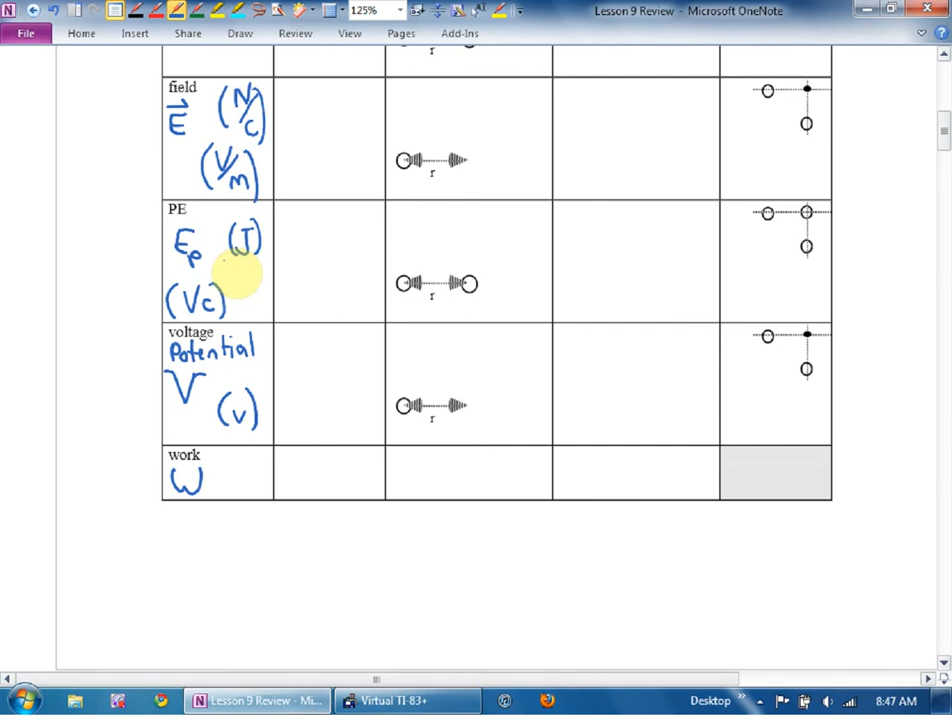 125%
Lesson 9 Review - Microsoft OneNote
File Home Insert Share Draw Review View Pages Add-Ins
r
field
E (N/C)
(V/m)
r
PE
Ep (J)
(VC)
r
voltage
Potential
V (V)
r
work
W
Lesson 9 Review - Mi...
Virtual TI-83+
Desktop
8:47 AM